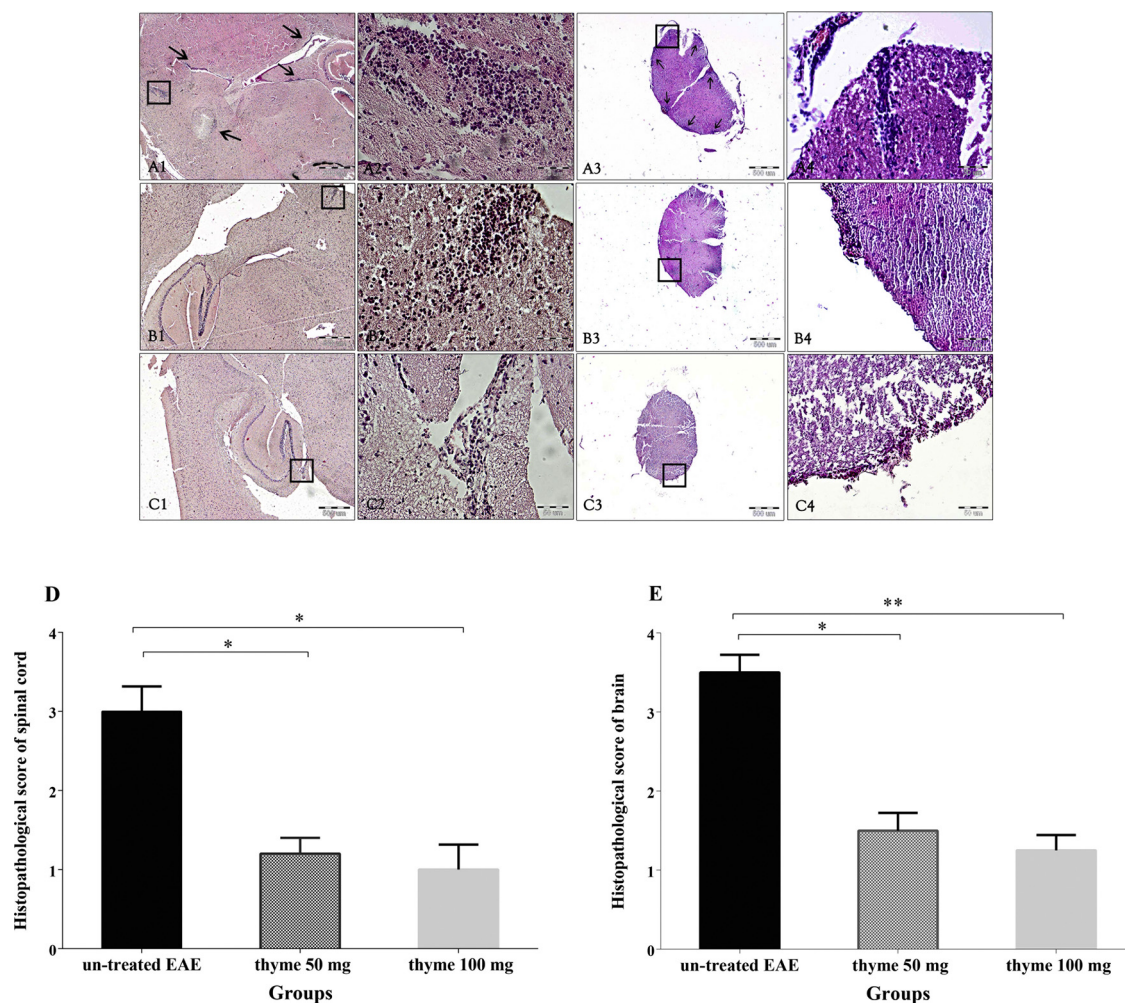 A1
A2
A3
500 um
A4
B1
B2
B3
500 um
B4
C1
500 um
C2
50 um
C3
500 um
C4
50 um
D
*
*
4
3
2
1
0
Histopathological score of spinal cord
un-treated EAE thyme 50 mg thyme 100 mg
Groups
E
**
*
4
3
2
1
0
Histopathological score of brain
un-treated EAE thyme 50 mg thyme 100 mg
Groups